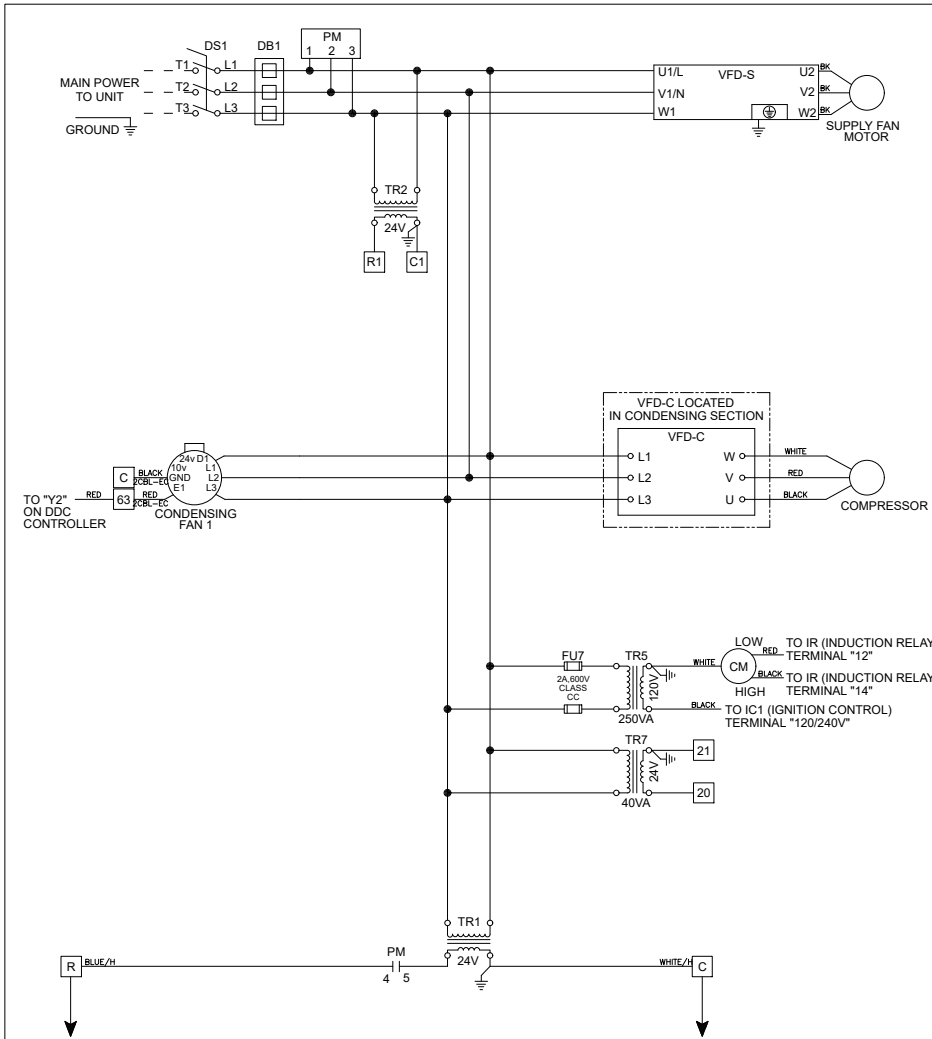 DS1
DB1
PM
1 2 3
MAIN POWER
TO UNIT
T1 L1
T2 L2
T3 L3
GROUND
U1/L VFD-S U2 BK
V1/N V2 BK
W1 W2 BK
SUPPLY FAN
MOTOR
TR2
24V
R1 C1
VFD-C LOCATED
IN CONDENSING SECTION
VFD-C
L1 W WHITE
L2 V RED
L3 U BLACK
COMPRESSOR
24v D1
10v L1
GND L2
E1 L3
C BLACK
2CBL-EC
TO "Y2" RED 63 RED
2CBL-EC
ON DDC
CONTROLLER
CONDENSING
FAN 1
FU7
2A,600V
CLASS
CC
TR5
120V
250VA
WHITE
LOW
CM
HIGH
RED TO IR (INDUCTION RELAY
TERMINAL "12"
BLACK TO IR (INDUCTION RELAY
TERMINAL "14"
BLACK TO IC1 (IGNITION CONTROL)
TERMINAL "120/240V"
TR7
24V
40VA
21
20
TR1
24V
R BLUE/H
PM
4 5
WHITE/H C